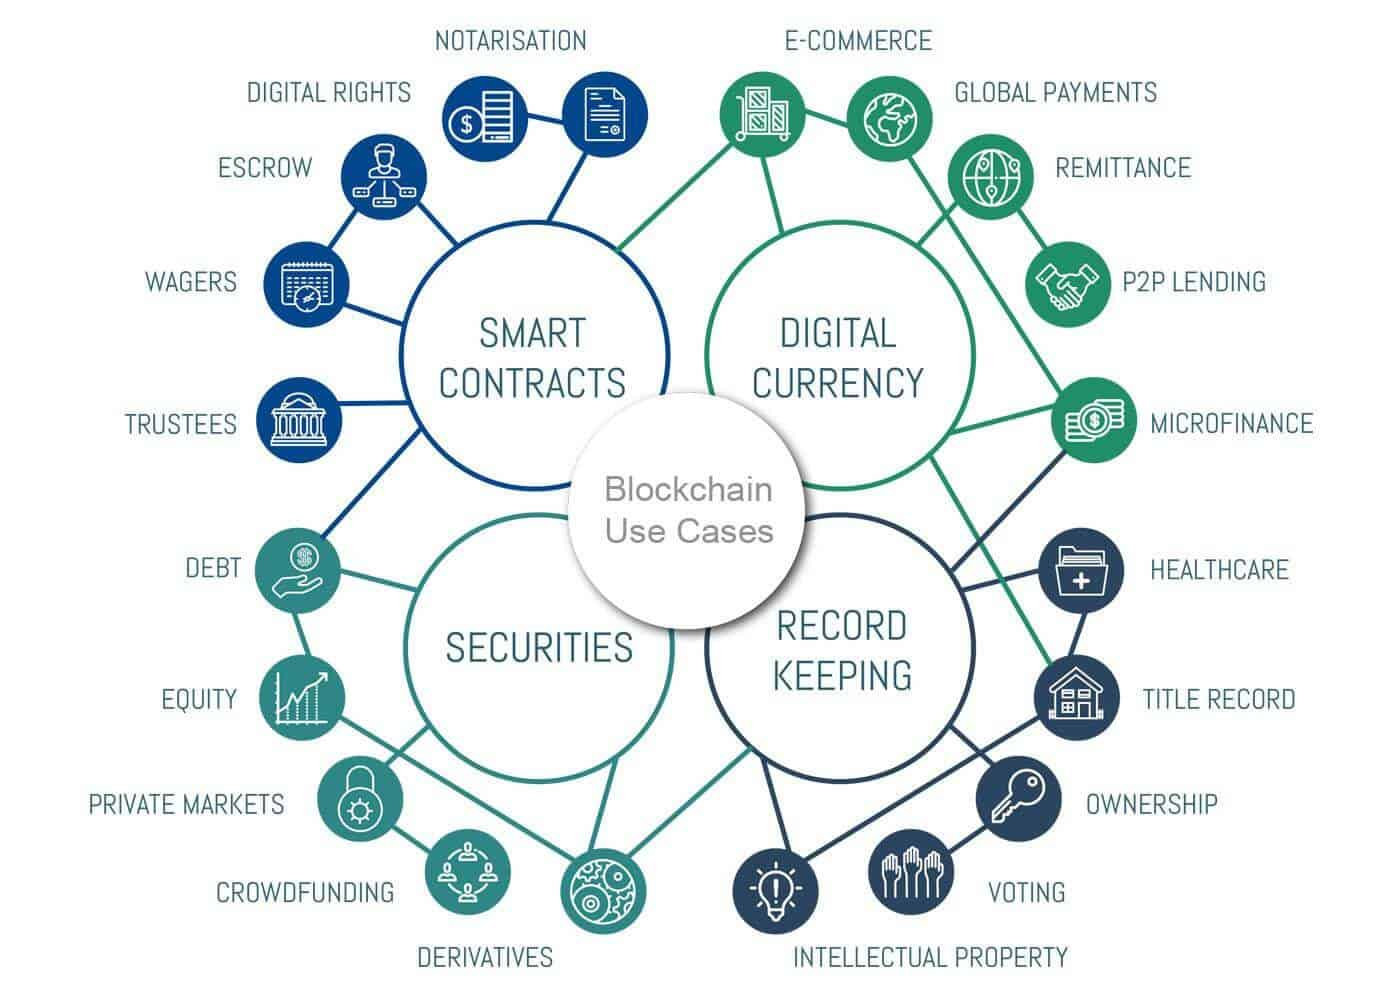 NOTARISATION
E-COMMERCE
DIGITAL RIGHTS
GLOBAL PAYMENTS
ESCROW
REMITTANCE
WAGERS
P2P LENDING
SMART
CONTRACTS
DIGITAL
CURRENCY
TRUSTEES
MICROFINANCE
Blockchain
Use Cases
DEBT
HEALTHCARE
SECURITIES
RECORD
KEEPING
EQUITY
TITLE RECORD
PRIVATE MARKETS
OWNERSHIP
CROWDFUNDING
VOTING
DERIVATIVES
INTELLECTUAL PROPERTY